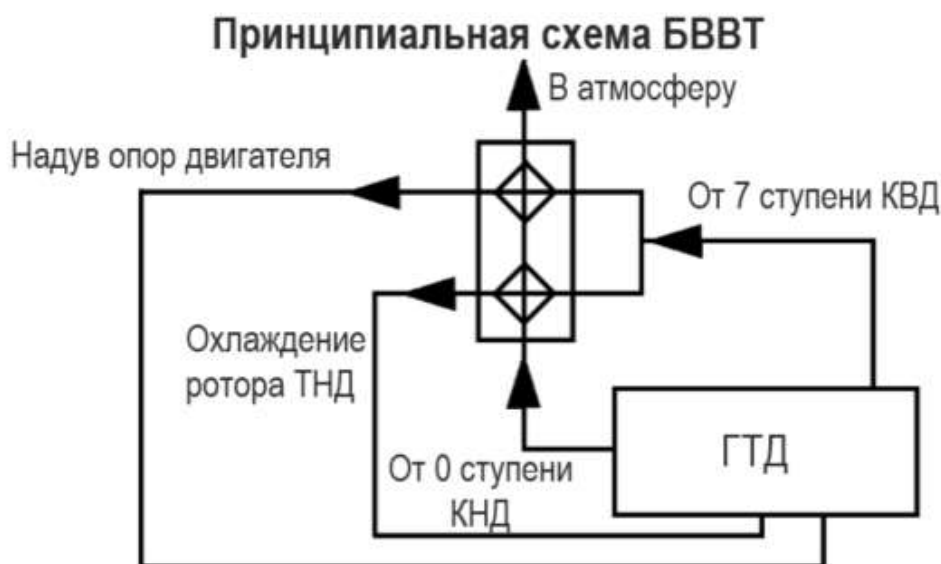 Принципиальная схема БВВТ
В атмосферу
Надув опор двигателя
От 7 ступени КВД
Охлаждение
ротора ТНД
От 0 ступени
КНД
ГТД